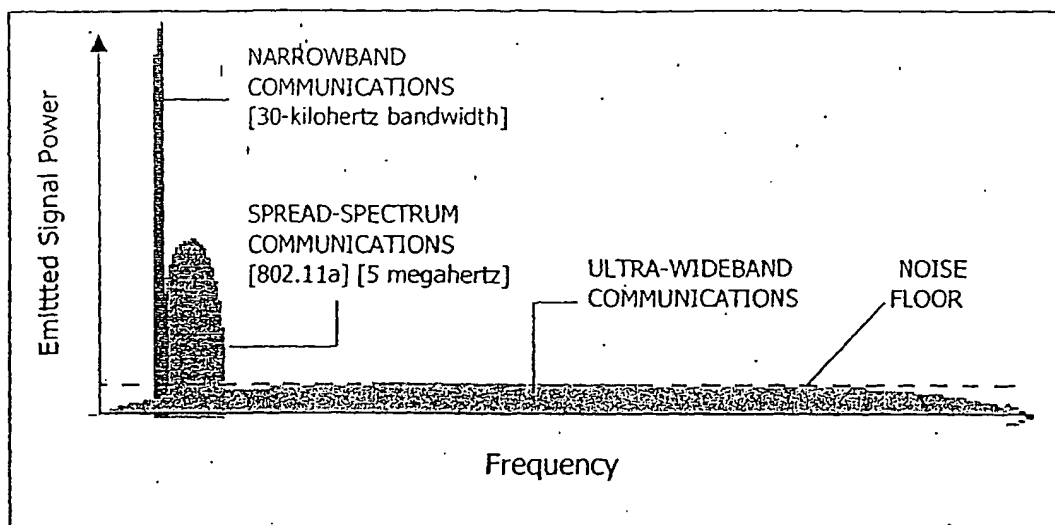 NARROWBAND
COMMUNICATIONS
[30-kilohertz bandwidth]
SPREAD-SPECTRUM
COMMUNICATIONS
[802.11a] [5 megahertz]
ULTRA-WIDEBAND
COMMUNICATIONS
NOISE
FLOOR
Emittted Signal Power
Frequency